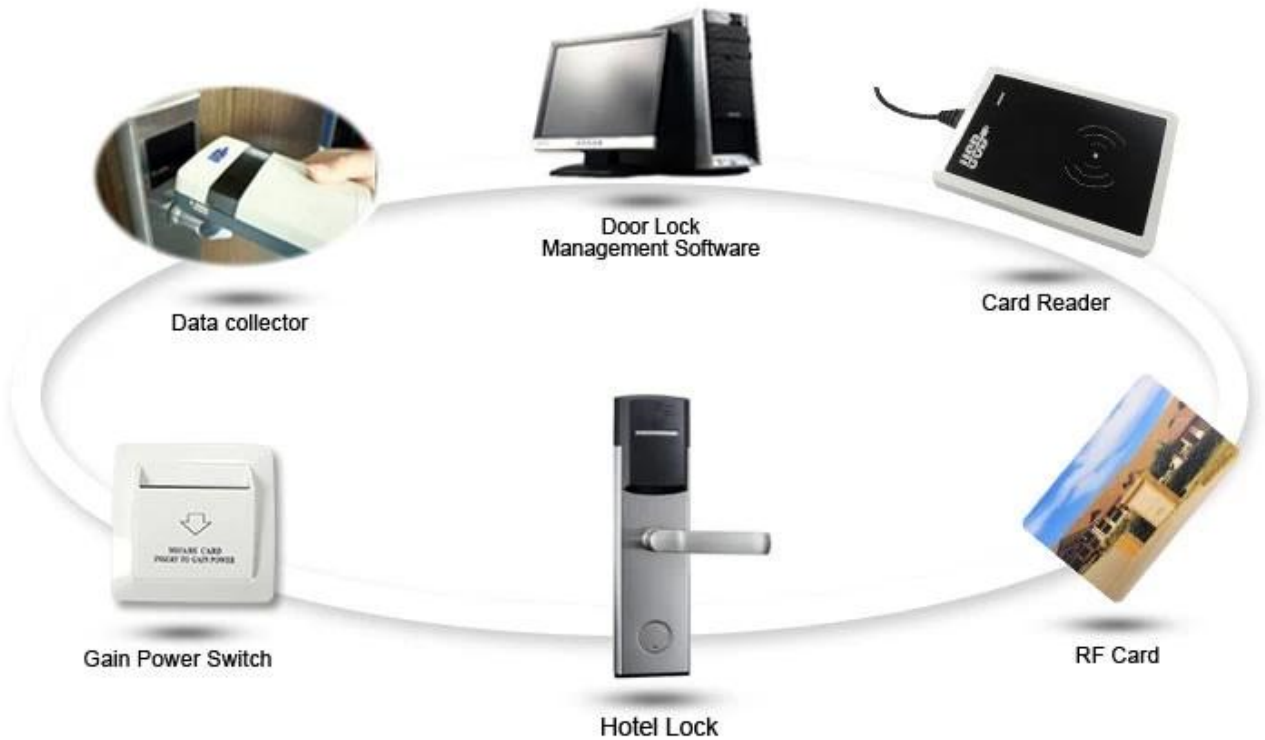 Door Lock
Management Software
Card Reader
Data collector
CARD
INSERT TO GAIN POWER
Gain Power Switch
RF Card
Hotel Lock